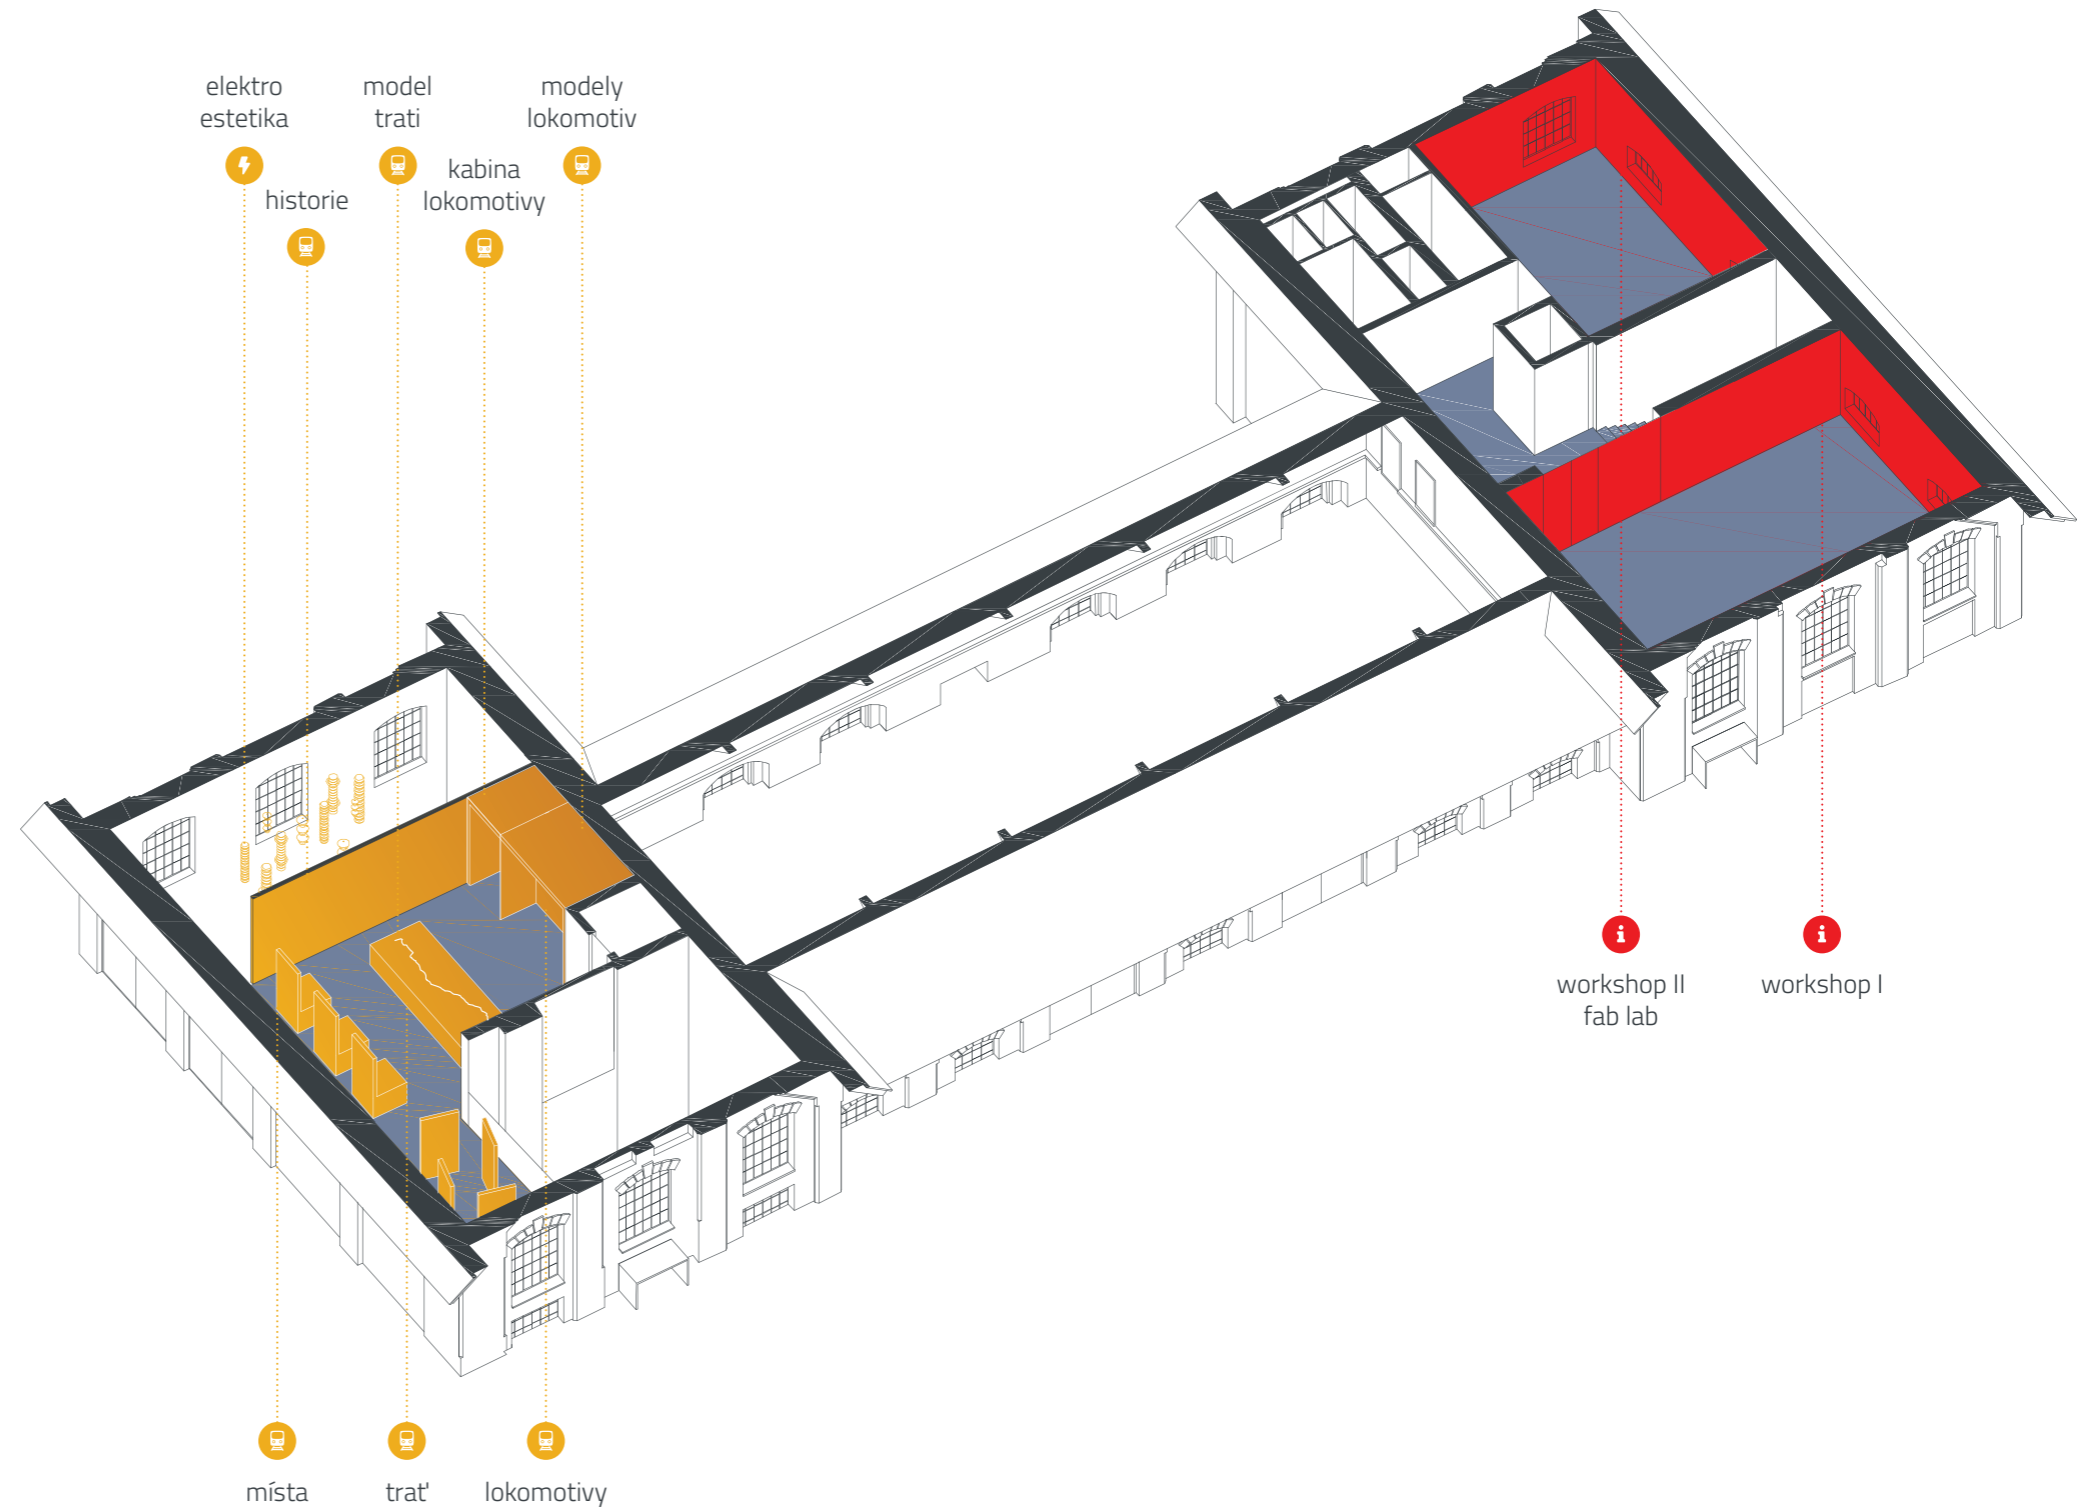 elektro
estetika
model
trati
modely
lokomotiv
historie
kabina
lokomotivy
workshop II
fab lab
workshop I
místa
trať
lokomotivy